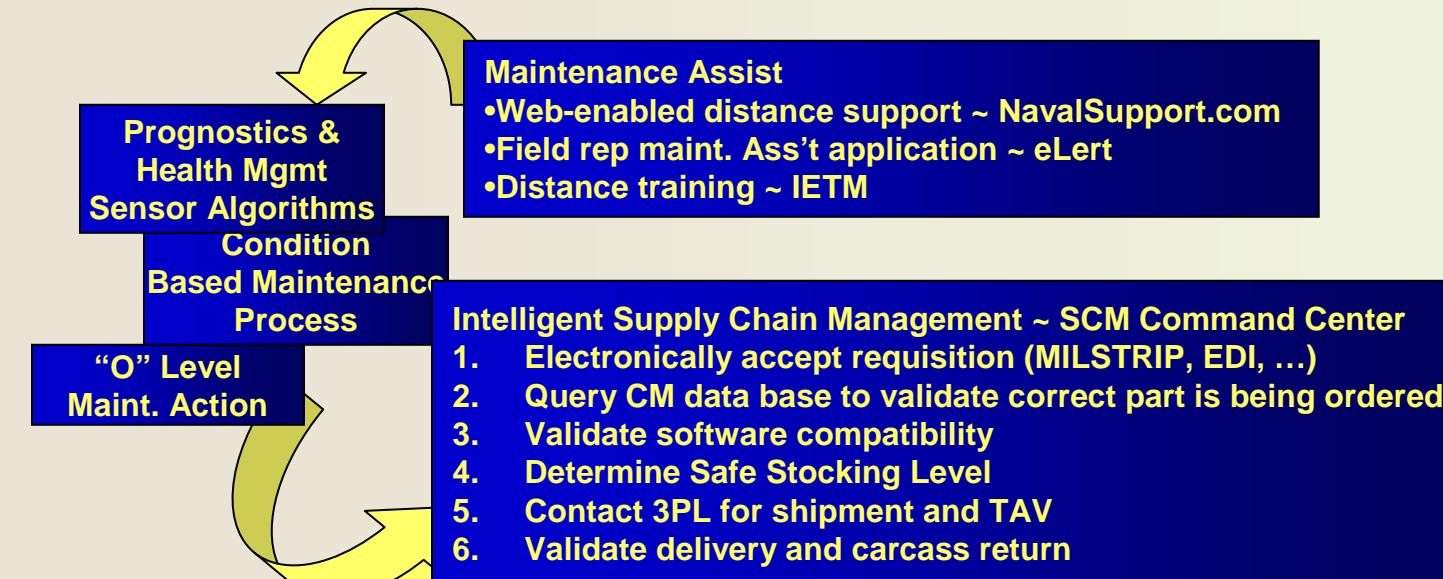 Maintenance Assist
•Web-enabled distance support ~ NavalSupport.com
•Field rep maint. Ass't application ~ eLert
•Distance training ~ IETM
Prognostics &
Health Mgmt
Sensor Algorithms
Condition
Based Maintenance
Process
“O” Level
Maint. Action
Intelligent Supply Chain Management ~ SCM Command Center
1. Electronically accept requisition (MILSTRIP, EDI, …)
2. Query CM data base to validate correct part is being ordered
3. Validate software compatibility
4. Determine Safe Stocking Level
5. Contact 3PL for shipment and TAV
6. Validate delivery and carcass return